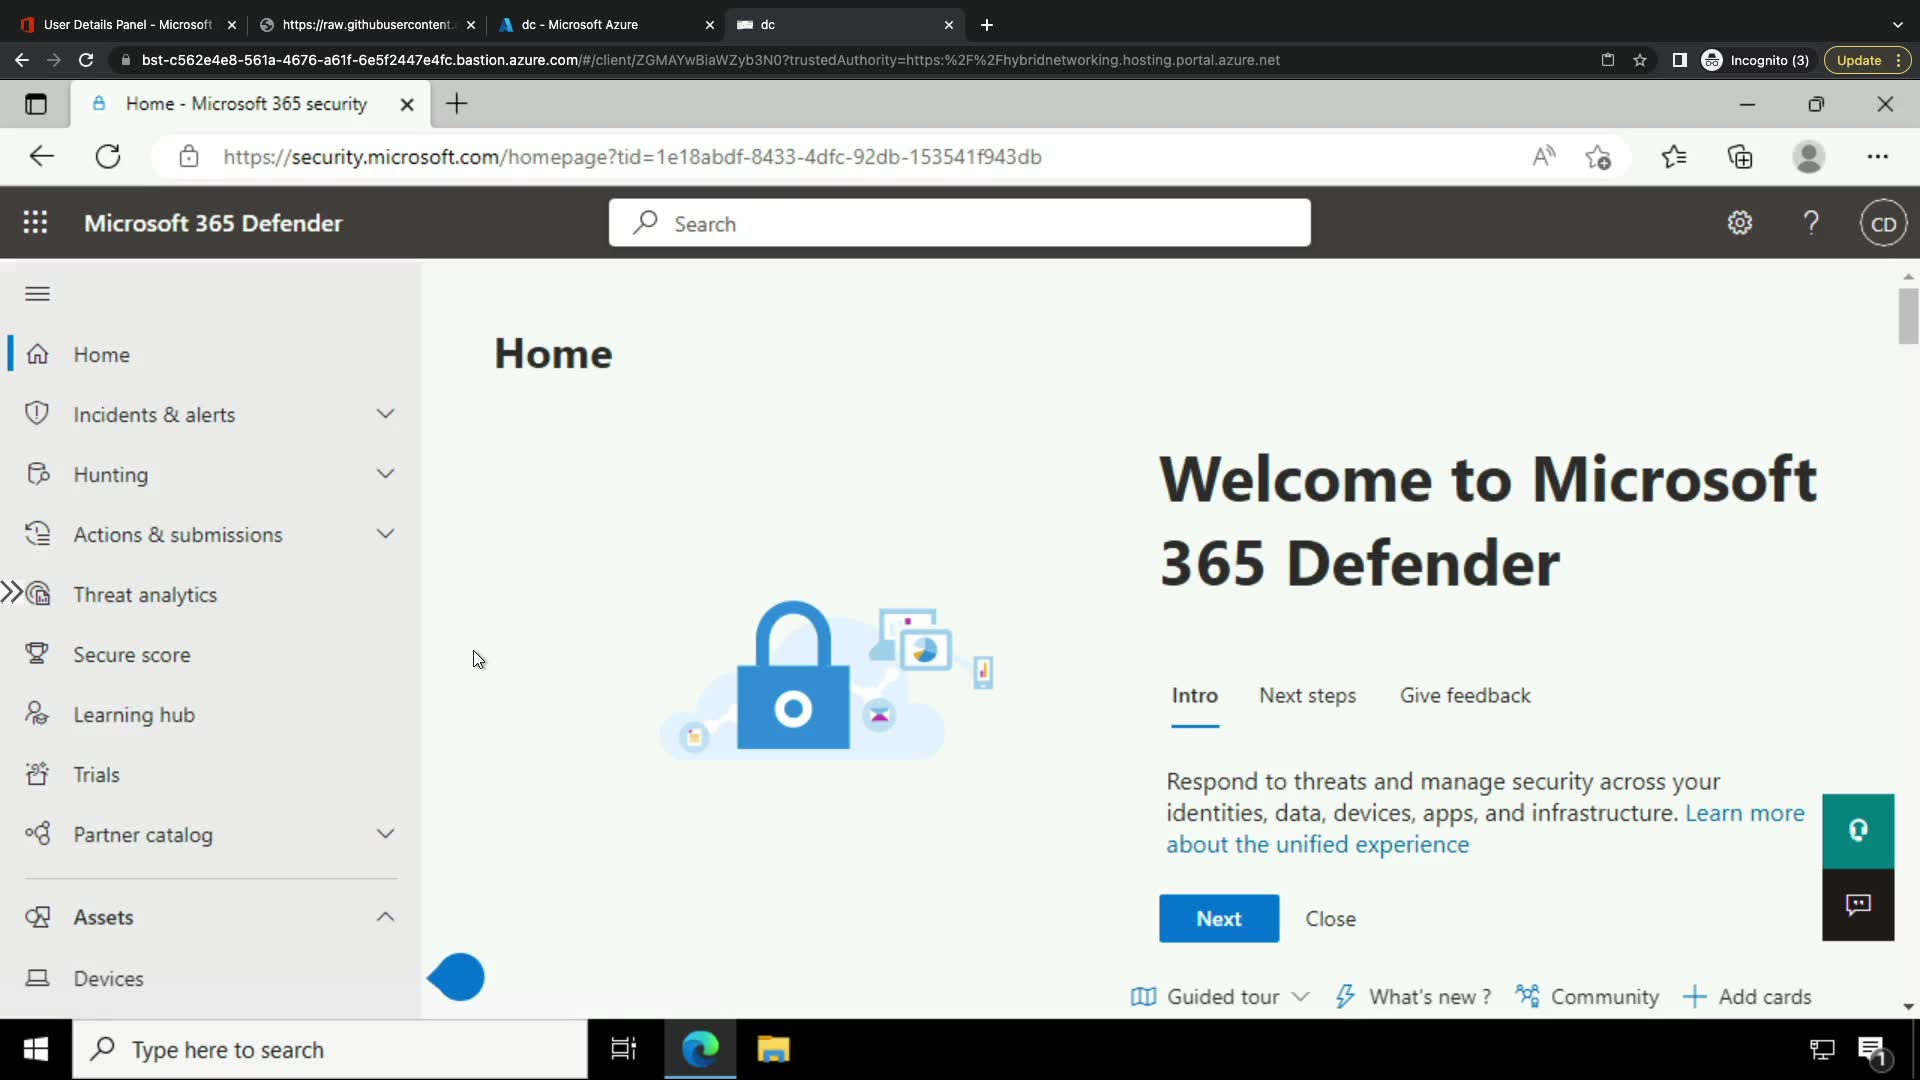 User Details Panel - Microsoft
https://raw.githubusercontent.
dc - Microsoft Azure
dc
bst-c562e4e8-561a-4676-a61f-6e5f2447e4fc.bastion.azure.com/#/client/ZGMAYwBiaWZyb3N0?trustedAuthority=https:%2F%2Fhybridnetworking.hosting.portal.azure.net
Incognito (3)
Update
Home - Microsoft 365 security
https://security.microsoft.com/homepage?tid=1e18abdf-8433-4dfc-92db-153541f943db
Microsoft 365 Defender
Search
CD
Home
Incidents & alerts
Hunting
Actions & submissions
Threat analytics
Secure score
Learning hub
Trials
Partner catalog
Assets
Devices
Home
Welcome to Microsoft
365 Defender
Intro
Next steps
Give feedback
Respond to threats and manage security across your
identities, data, devices, apps, and infrastructure. Learn more
about the unified experience
Next
Close
Guided tour
What's new ?
Community
Add cards
Type here to search
1